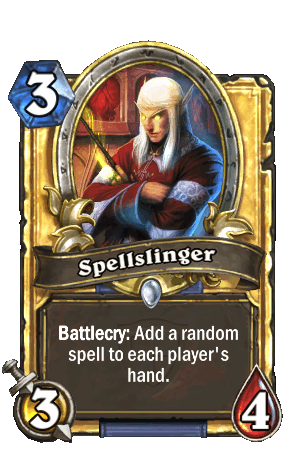 3
Spellslinger
Battlecry: Add a random
spell to each player's
hand.
3
4